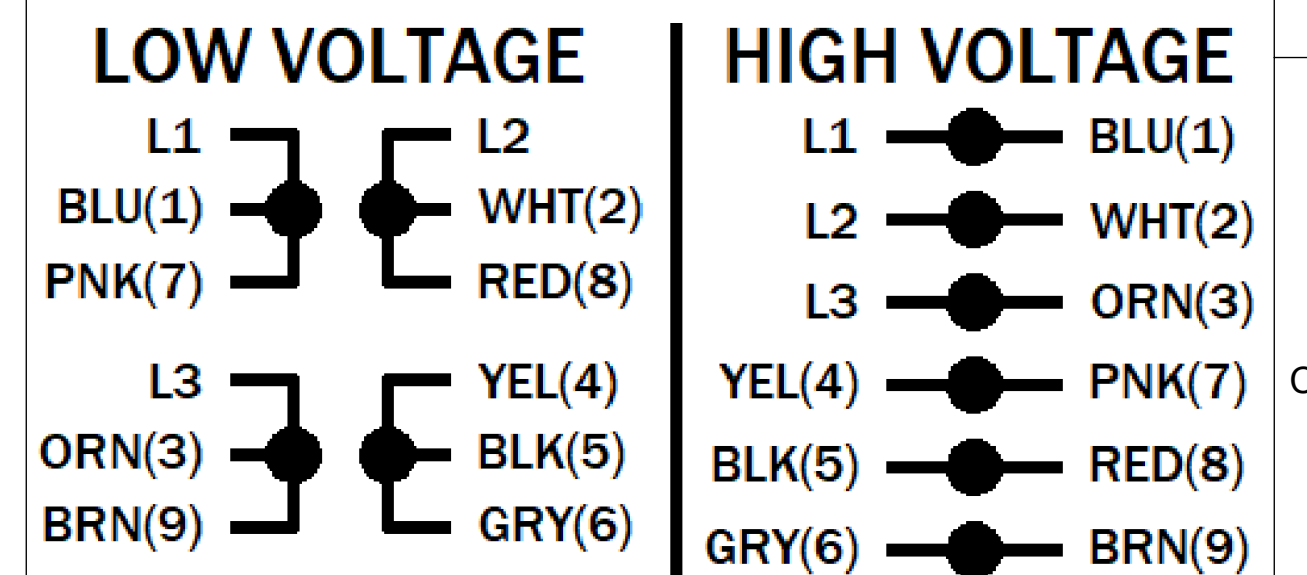 LOW VOLTAGE
L1
BLU(1)
PNK(7)
L2
WHT(2)
RED(8)
L3
ORN(3)
BRN(9)
YEL(4)
BLK(5)
GRY(6)
HIGH VOLTAGE
L1 BLU(1)
L2 WHT(2)
L3 ORN(3)
YEL(4) PNK(7)
BLK(5) RED(8)
GRY(6) BRN(9)